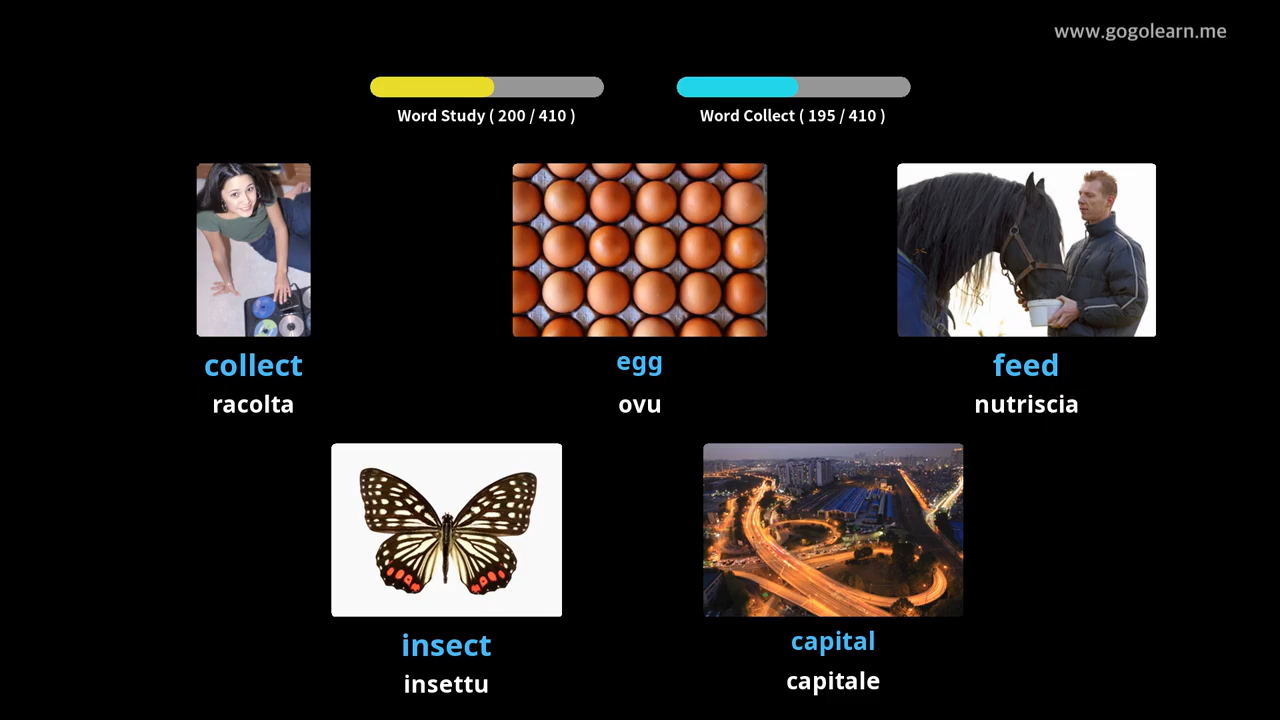 www.gogolearn.me
Word Study ( 200 / 410 )
Word Collect ( 195 / 410 )
collect
racolta
egg
ovu
feed
nutriscia
insect
insettu
capital
capitale